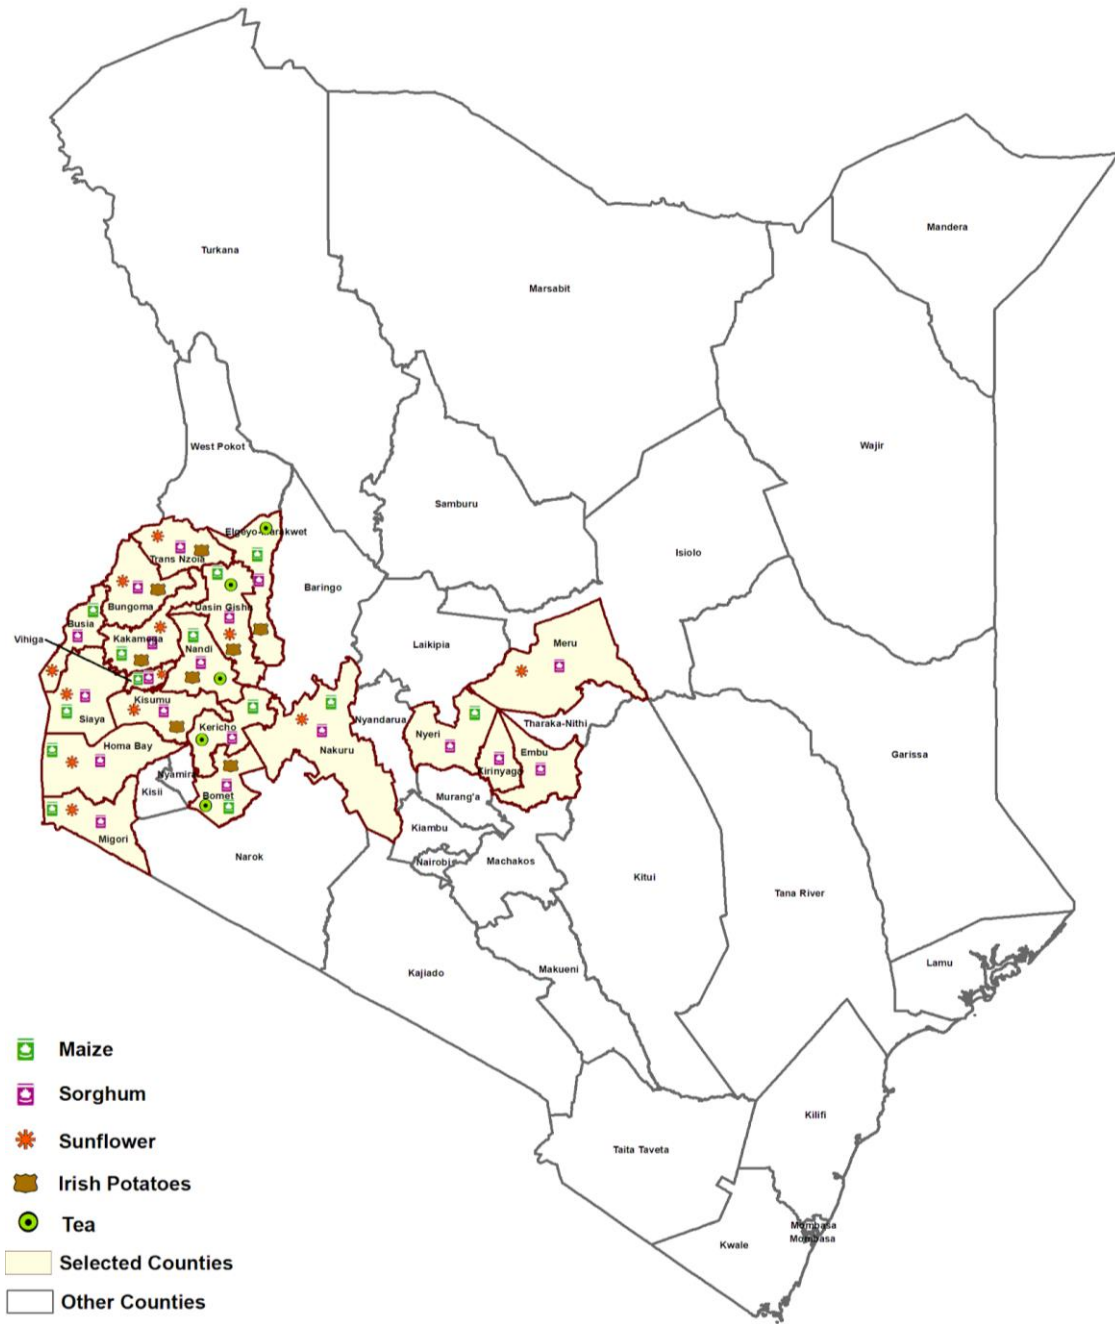 Mandera
Turkana
Marsabit
Wajir
West Pokot
Samburu
Elgeyo-Marakwet
Isiolo
Trans Nzoia
Baringo
Bungoma
Uasin Gishu
Busia
Vihiga
Kakamega
Laikipia
Meru
Nandi
Kisumu
Siaya
Nyandarua
Tharaka-Nithi
Kericho
Nyeri
Homa Bay
Nakuru
Embu
Garissa
Nyamira
Kirinyaga
Kisii
Bomet
Murang'a
Kiambu
Migori
Narok
Nairobi
Machakos
Kitui
Tana River
Lamu
Kajiado
Makueni
Maize
Sorghum
Kilifi
Sunflower
Taita Taveta
Irish Potatoes
Tea
Mombasa
Mombasa
Kwale
Selected Counties
Other Counties